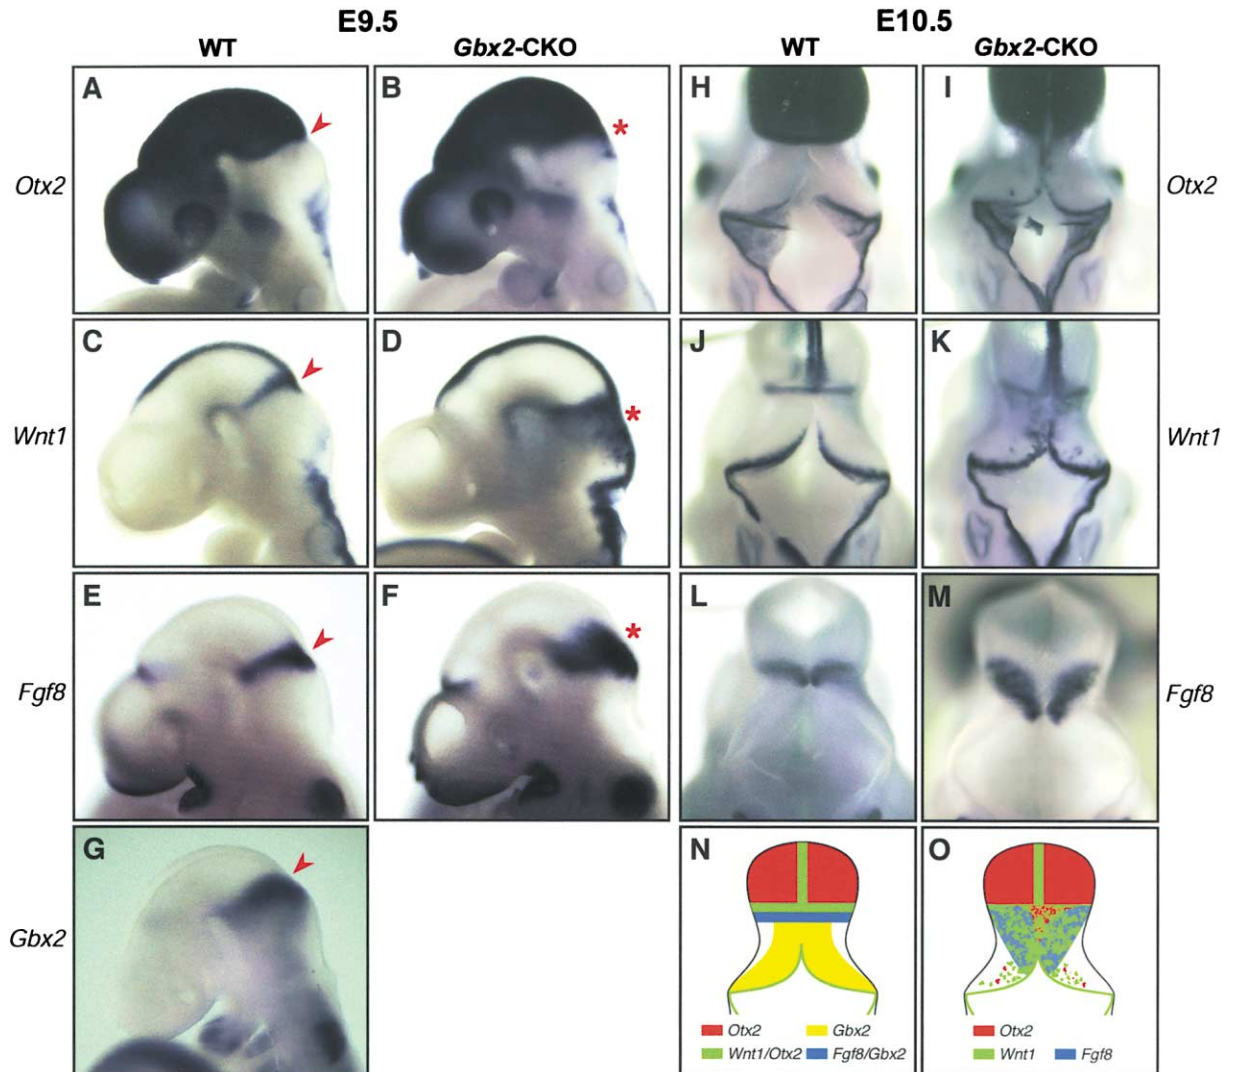 E9.5 E10.5
WT Gbx2-CKO WT Gbx2-CKO
A B H I
Otx2 Otx2
C D J K
Wnt1 Wnt1
E F L M
Fgf8 Fgf8
G N O
Gbx2
Otx2 Gbx2 Otx2
Wnt1/Otx2 Fgf8/Gbx2 Wnt1 Fgf8